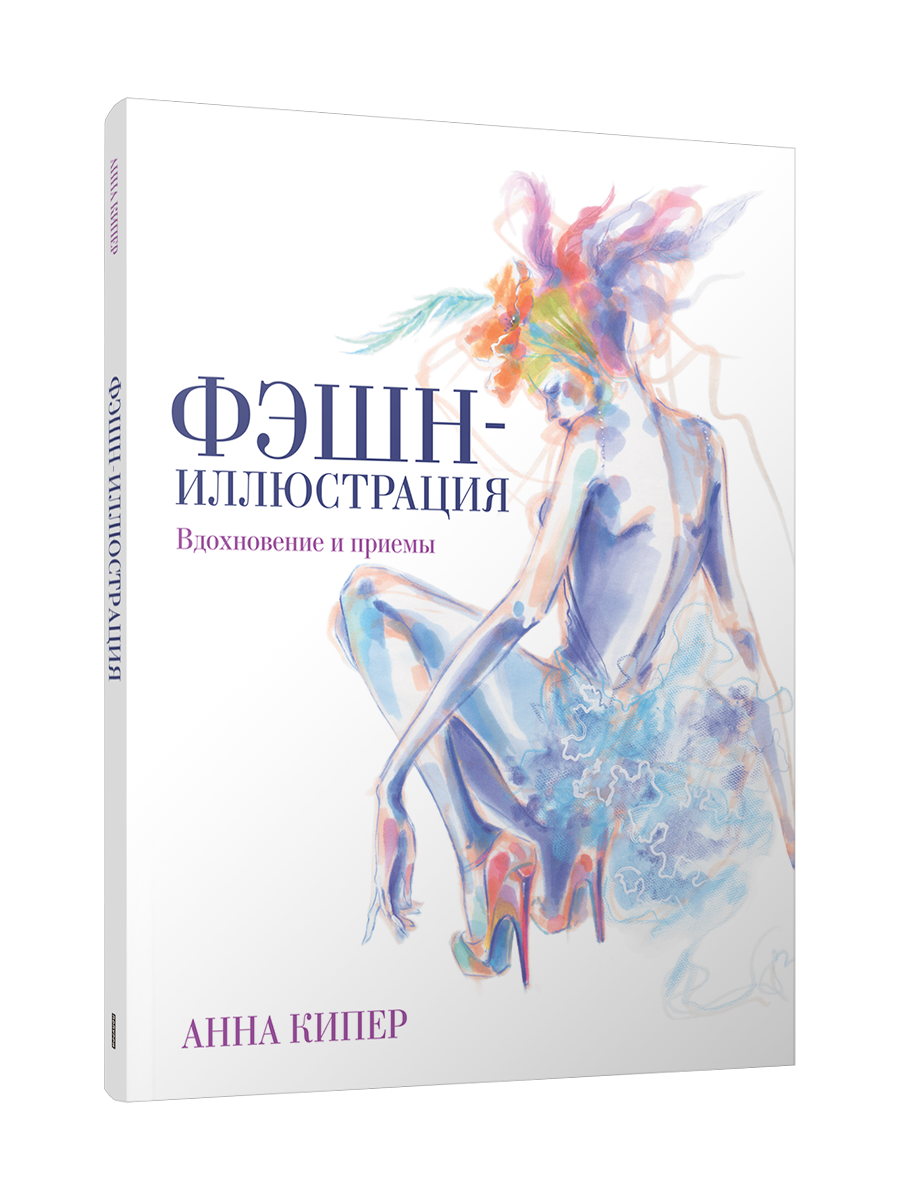 АННА КИПЕР
ФЭШН-ИЛЛЮСТРАЦИЯ
ФЭШН-
ИЛЛЮСТРАЦИЯ
Вдохновение и приемы
АННА КИПЕР